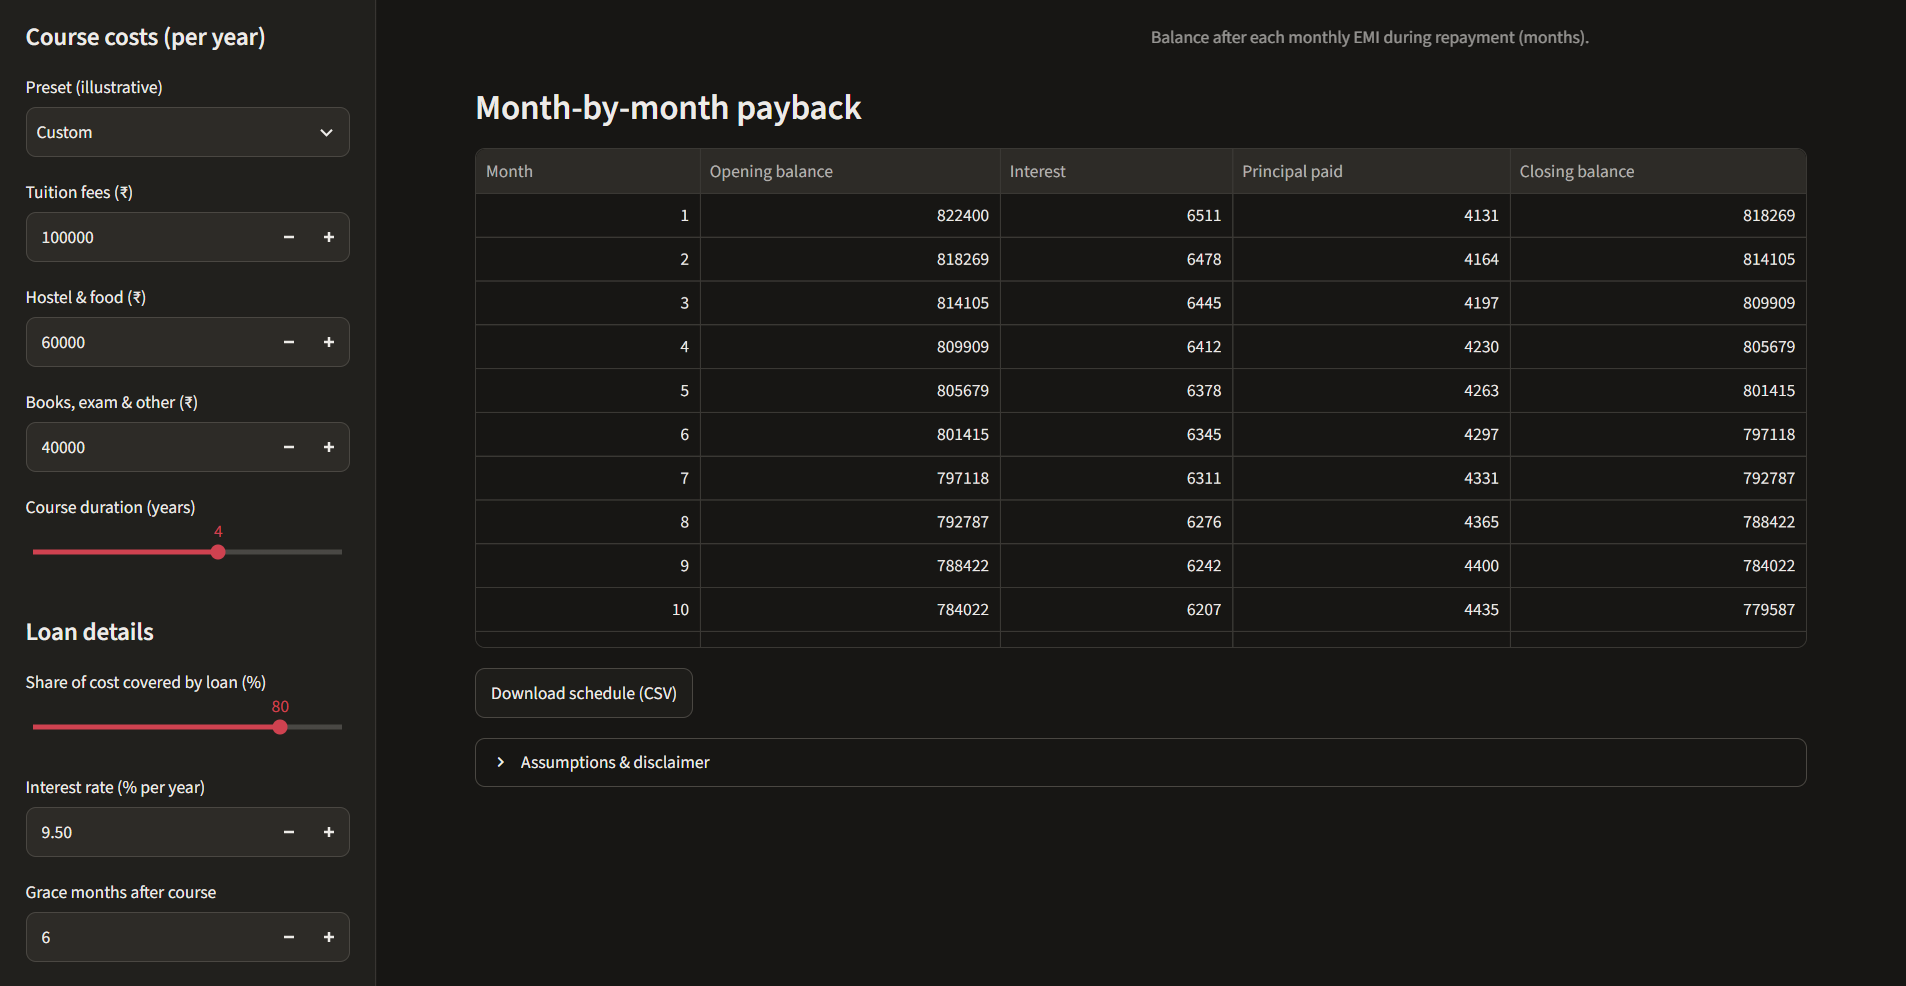 Course costs (per year)
Preset (illustrative)
Custom
Tuition fees (₹)
100000
Hostel & food (₹)
60000
Books, exam & other (₹)
40000
Course duration (years)
4
Loan details
Share of cost covered by loan (%)
80
Interest rate (% per year)
9.50
Grace months after course
6
Balance after each monthly EMI during repayment (months).
Month-by-month payback
Month Opening balance Interest Principal paid Closing balance
1 822400 6511 4131 818269
2 818269 6478 4164 814105
3 814105 6445 4197 809909
4 809909 6412 4230 805679
5 805679 6378 4263 801415
6 801415 6345 4297 797118
7 797118 6311 4331 792787
8 792787 6276 4365 788422
9 788422 6242 4400 784022
10 784022 6207 4435 779587
Download schedule (CSV)
Assumptions & disclaimer